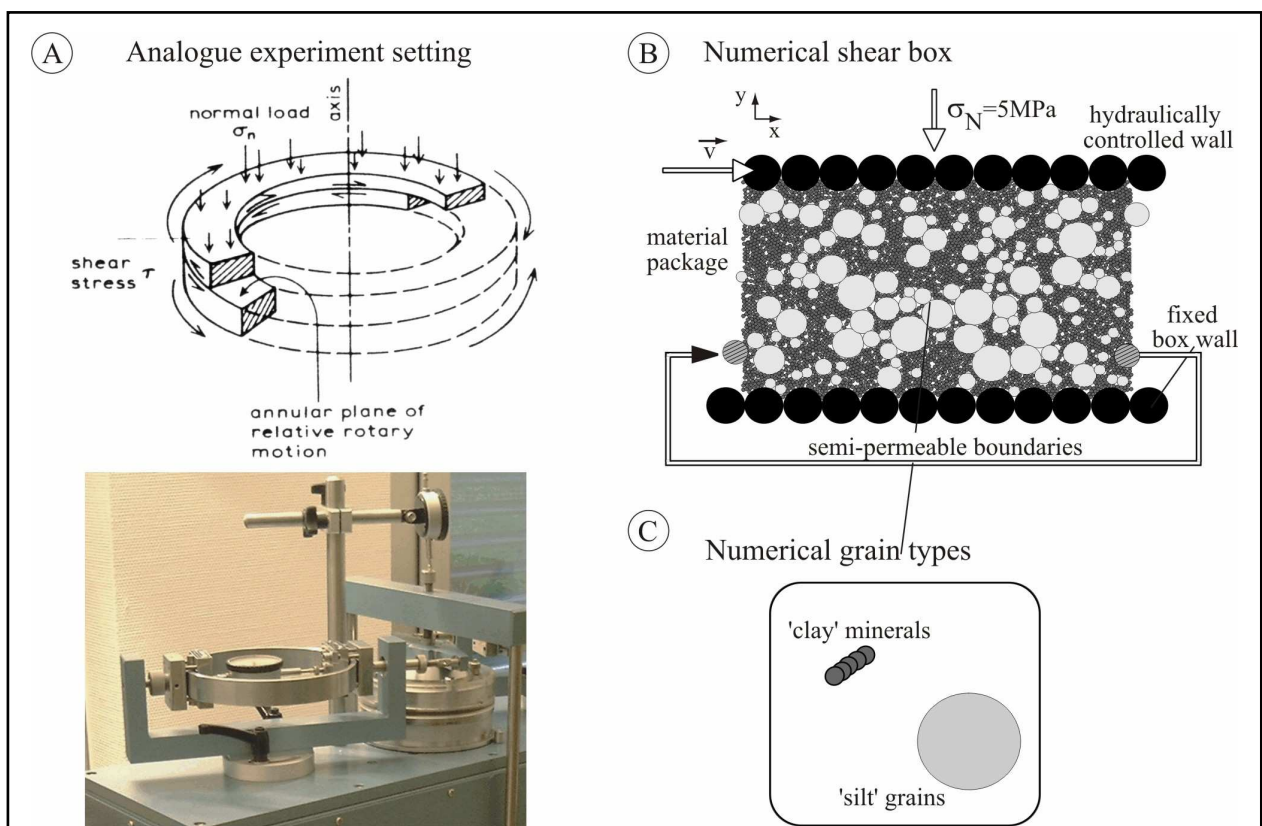 A Analogue experiment setting
normal load
σn
axis
shear
stress τ
annular plane of
relative rotary
motion
B Numerical shear box
y
x
v
σN=5MPa
hydraulically
controlled wall
material
package
fixed
box wall
semi-permeable boundaries
C Numerical grain types
'clay' minerals
'silt' grains